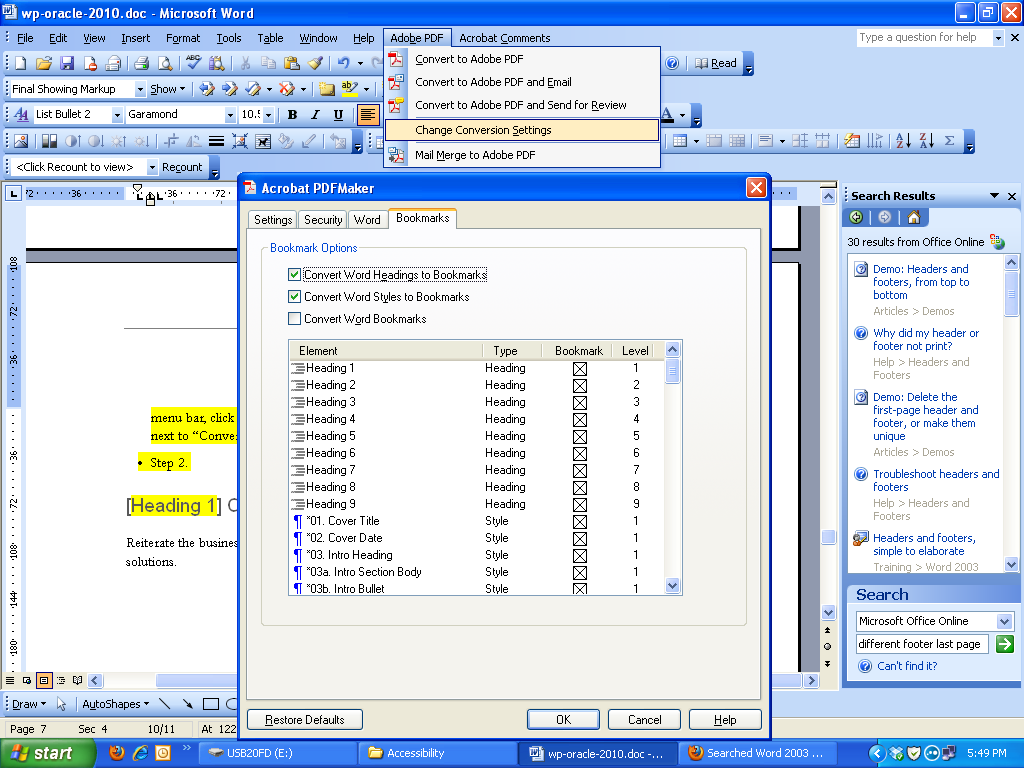 wp-oracle-2010.doc - Microsoft Word
File Edit View Insert Format Tools Table Window Help Adobe PDF Acrobat Comments
Type a question for help
Convert to Adobe PDF
Convert to Adobe PDF and Email
Convert to Adobe PDF and Send for Review
Change Conversion Settings
Mail Merge to Adobe PDF
Read
Final Showing Markup Show
List Bullet 2 Garamond 10.5 B I U
<Click Recount to view> Recount
Acrobat PDFMaker
Settings Security Word Bookmarks
Bookmark Options
Convert Word Headings to Bookmarks
Convert Word Styles to Bookmarks
Convert Word Bookmarks
Element Type Bookmark Level
Heading 1 Heading 1
Heading 2 Heading 2
Heading 3 Heading 3
Heading 4 Heading 4
Heading 5 Heading 5
Heading 6 Heading 6
Heading 7 Heading 7
Heading 8 Heading 8
Heading 9 Heading 9
*01. Cover Title Style 1
*02. Cover Date Style 1
*03. Intro Heading Style 1
*03a. Intro Section Body Style 1
*03b. Intro Bullet Style 1
Restore Defaults OK Cancel Help
menu bar, click
next to “Conver
• Step 2.
[Heading 1] C
Reiterate the busines
solutions.
Search Results
30 results from Office Online
Demo: Headers and
footers, from top to
bottom
Articles > Demos
Why did my header or
footer not print?
Help > Headers and
Footers
Demo: Delete the
first-page header and
footer, or make them
unique
Articles > Demos
Troubleshoot headers and
footers
Help > Headers and
Footers
Headers and footers,
simple to elaborate
Training > Word 2003
Search
Microsoft Office Online
different footer last page
Can't find it?
Draw AutoShapes
Page 7 Sec 4 10/11 At 122
start USB20FD (E:) Accessibility wp-oracle-2010.doc -... Searched Word 2003 ... 5:49 PM